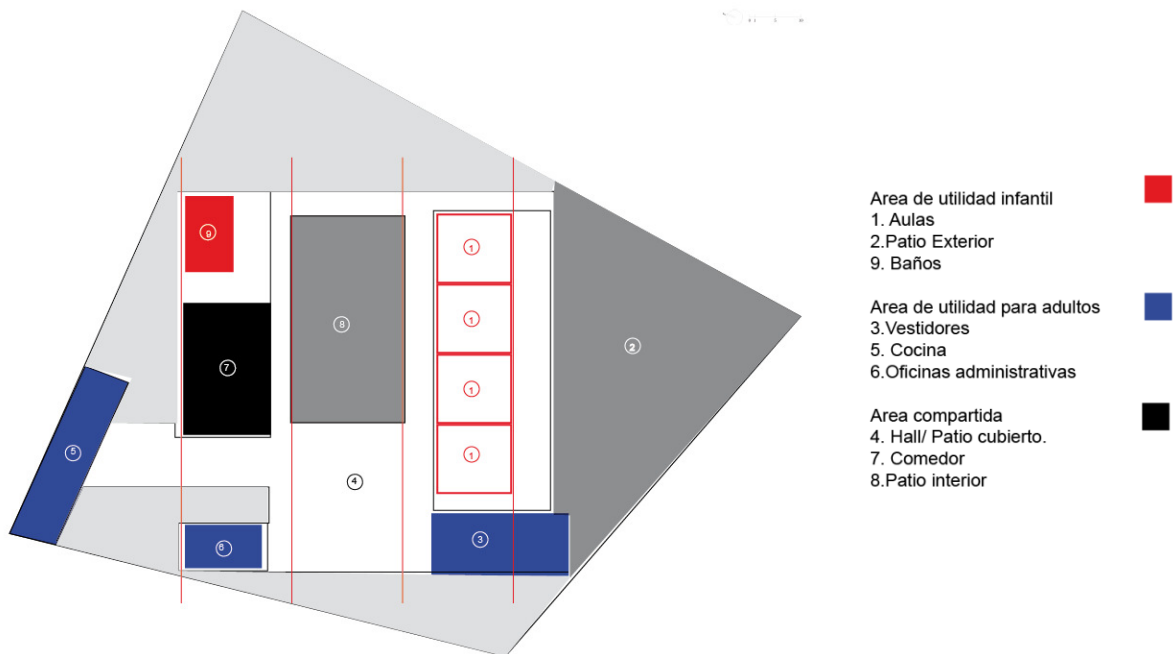 Area de utilidad infantil
1. Aulas
2.Patio Exterior
9. Baños
Area de utilidad para adultos
3.Vestidores
5. Cocina
6.Oficinas administrativas
Area compartida
4. Hall/ Patio cubierto.
7. Comedor
8.Patio interior
9
1
8
1
2
7
1
5
1
4
3
6